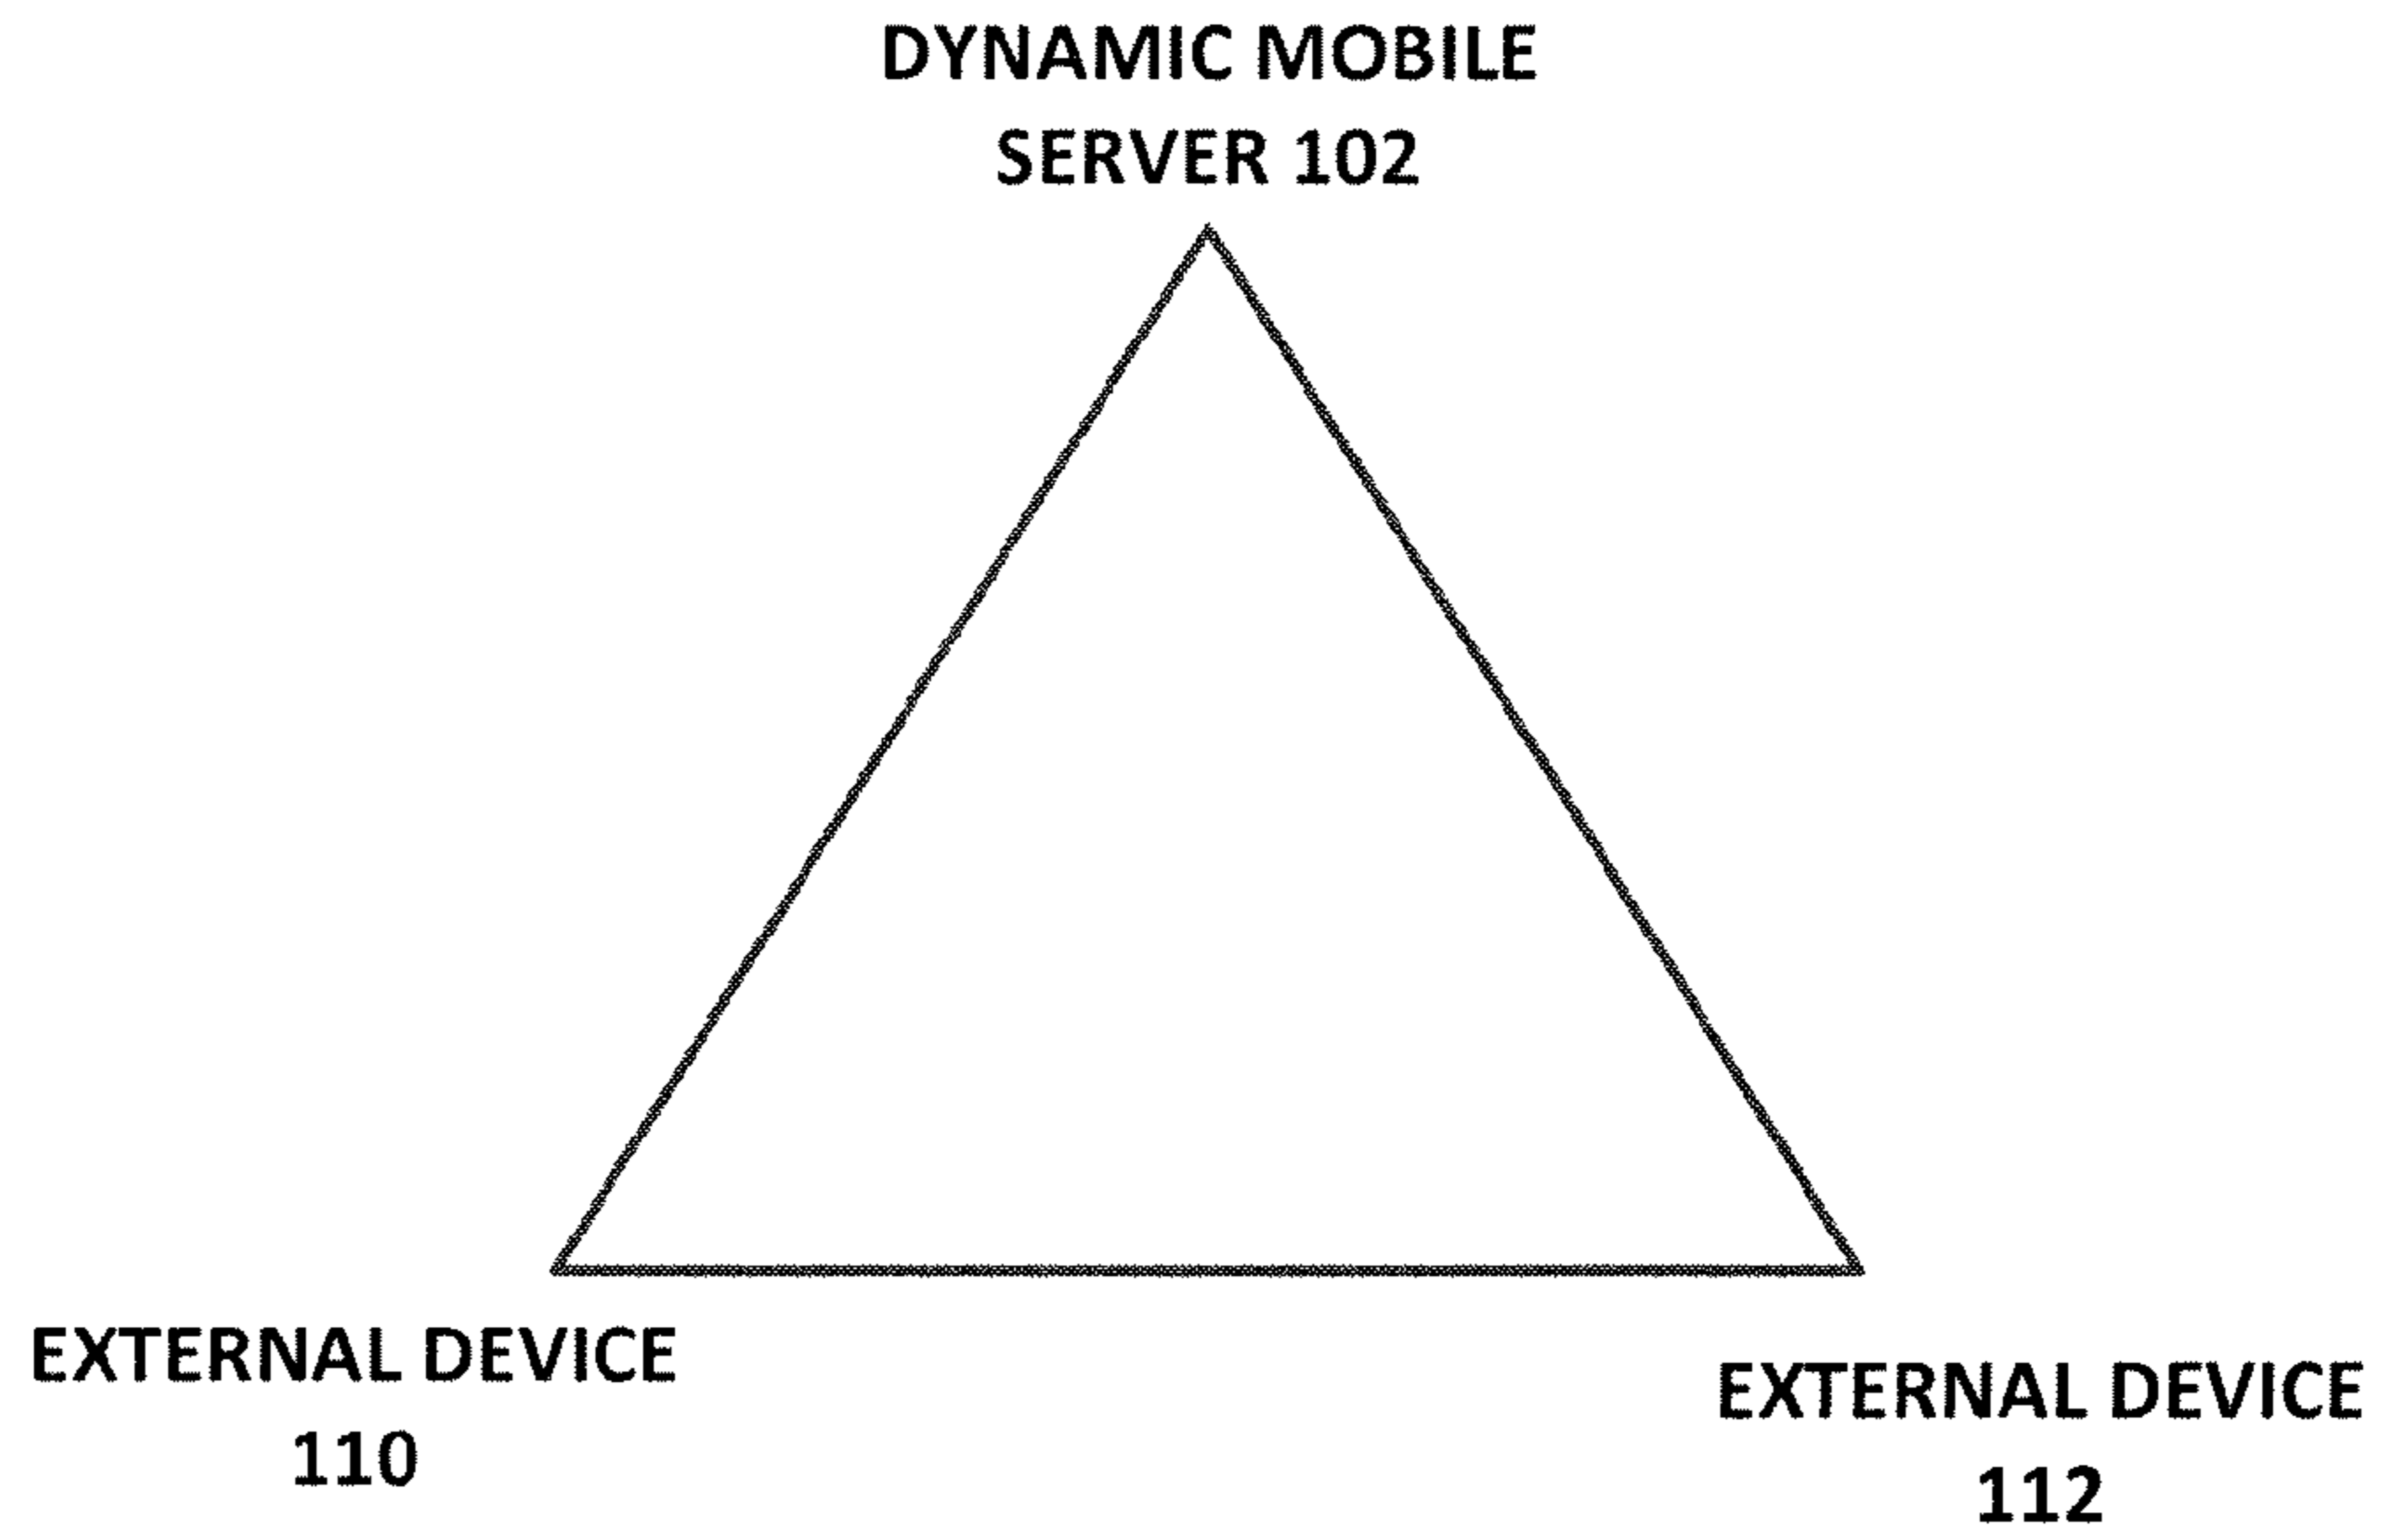 DYNAMIC MOBILE
SERVER 102
EXTERNAL DEVICE
110
EXTERNAL DEVICE
112